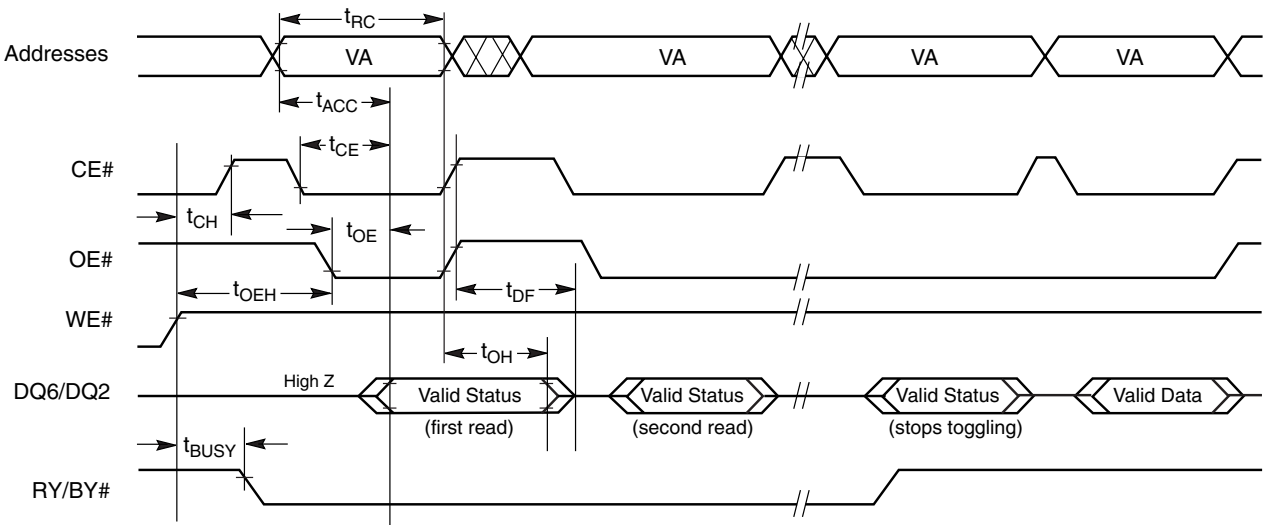 tRC
Addresses VA VA VA VA
tACC
tCE
CE#
tCH tOE
OE#
tOEH tDF
WE#
tOH
DQ6/DQ2 High Z Valid Status Valid Status Valid Status Valid Data
(first read) (second read) (stops toggling)
tBUSY
RY/BY#